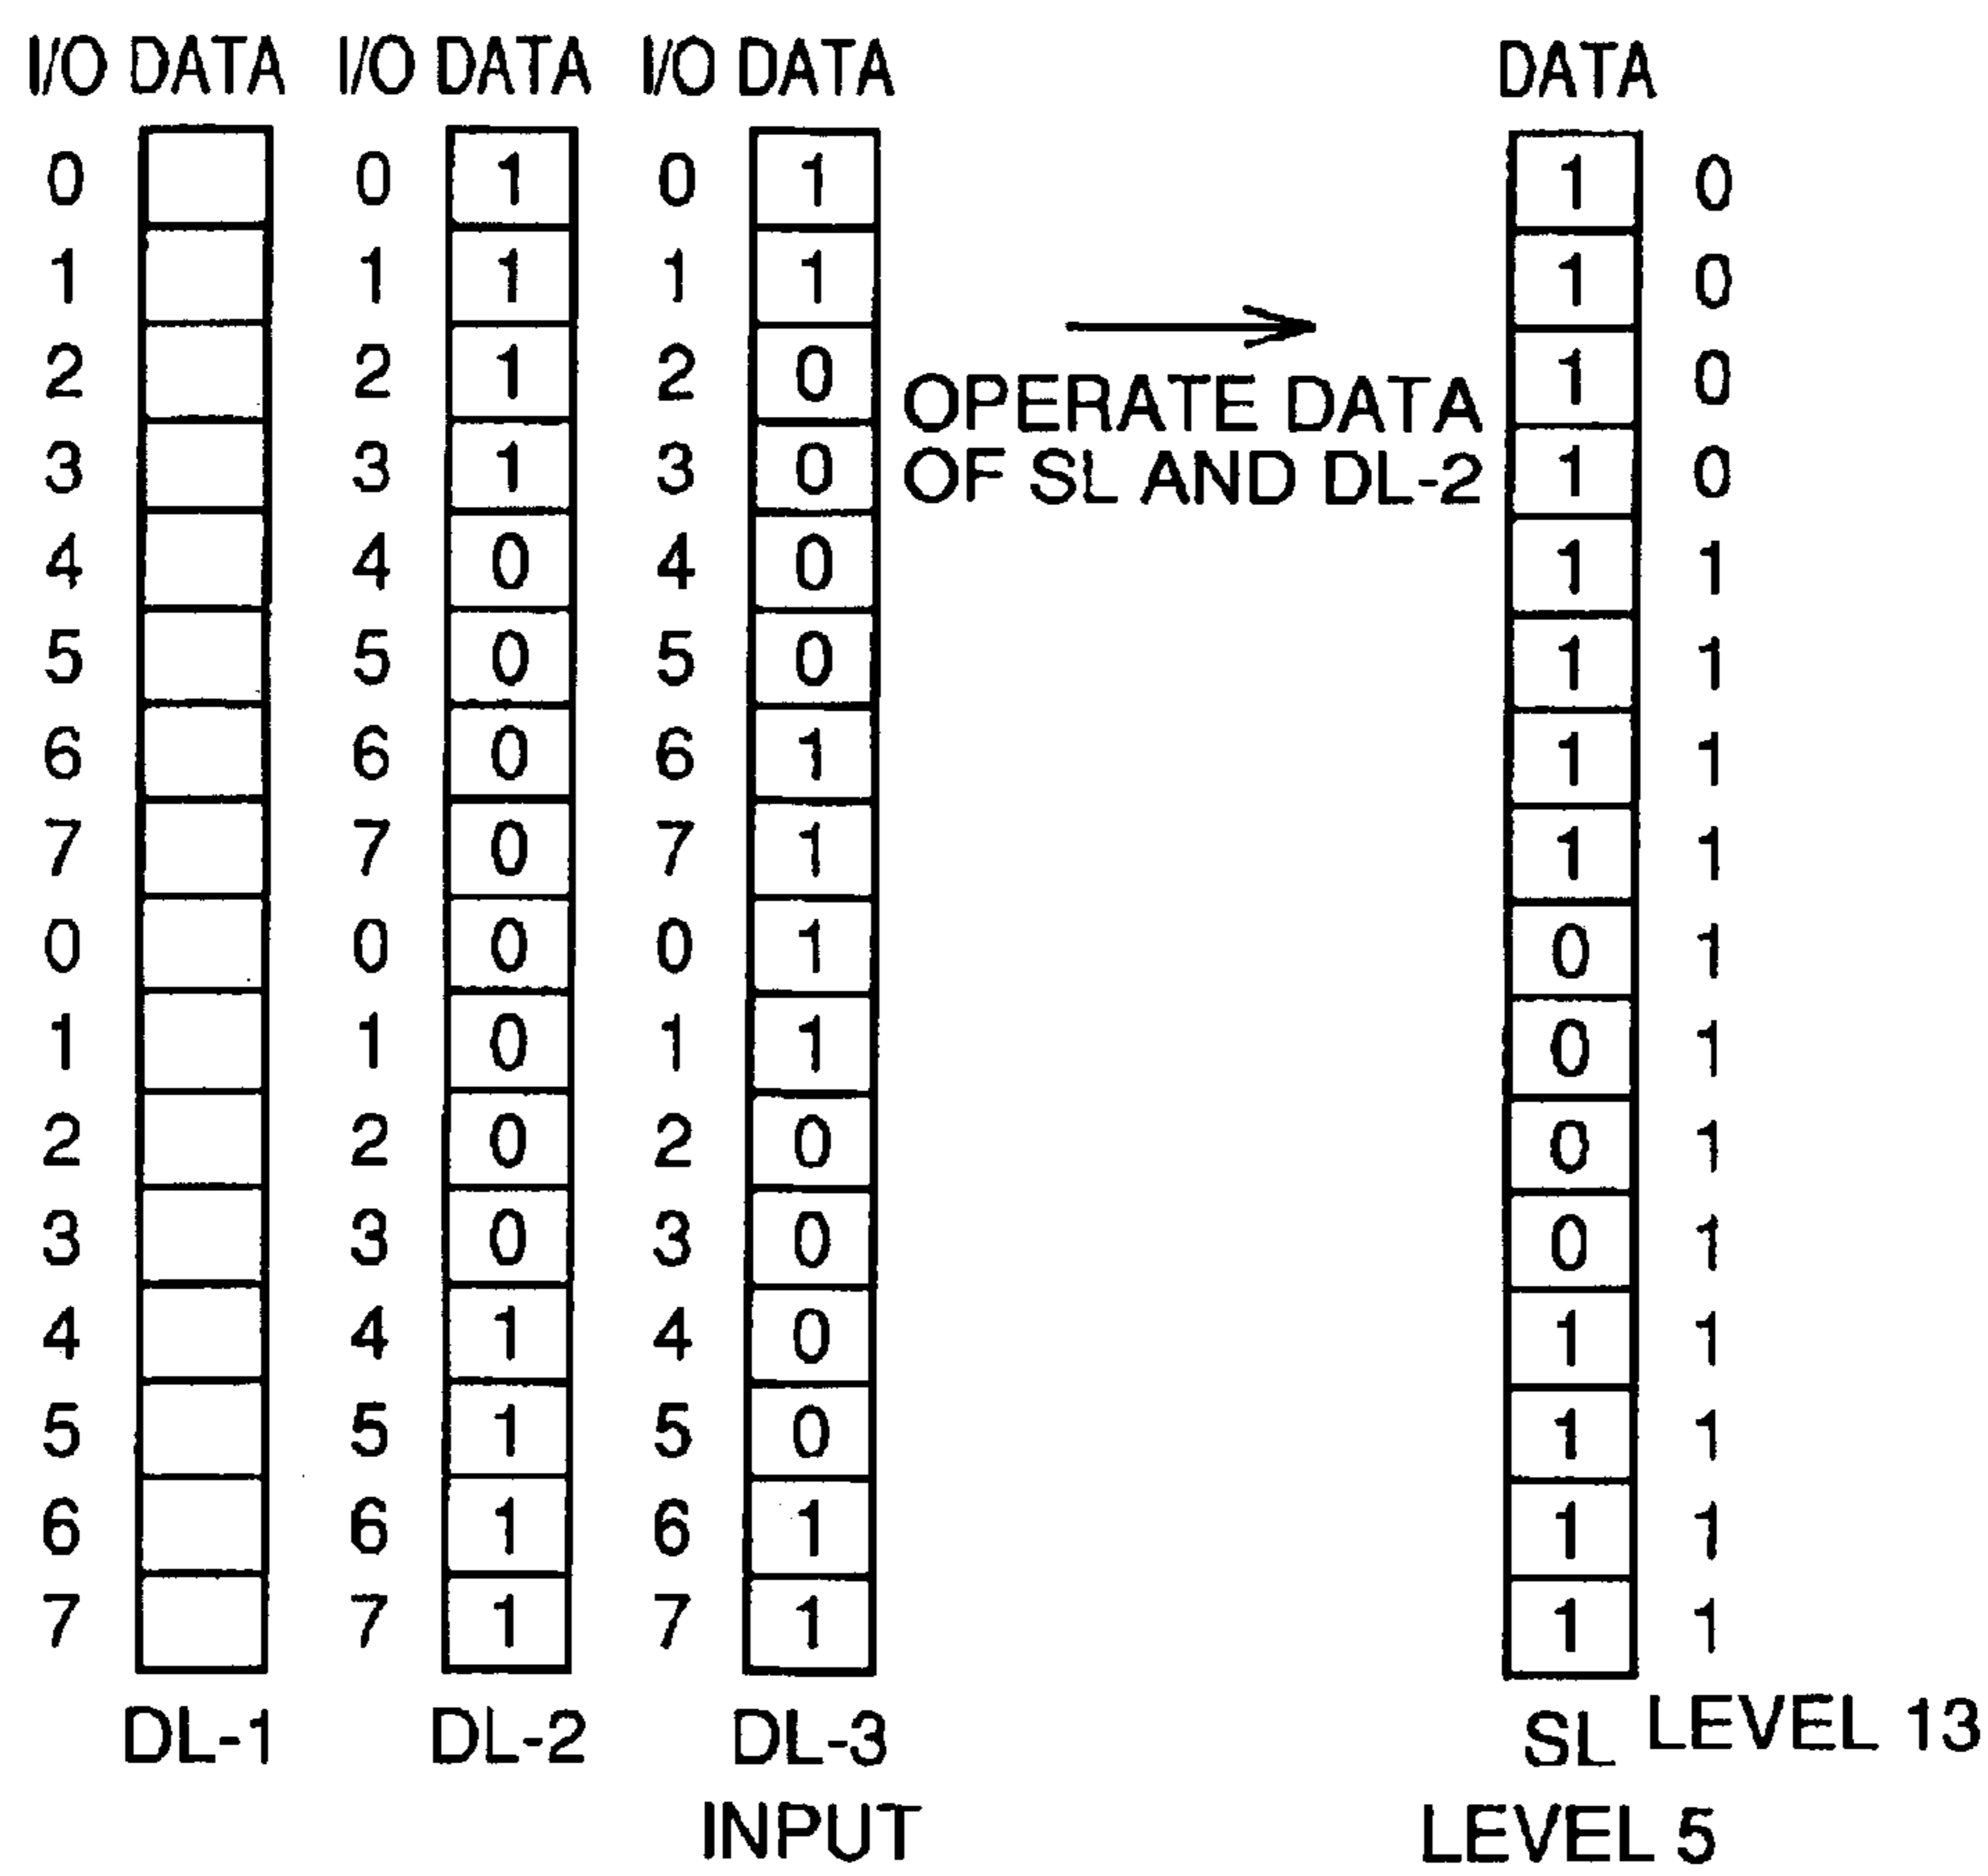 I/O DATA I/O DATA I/O DATA DATA
0 0 1 0 1 1 0
1 1 1 1 1 1 0
2 2 1 2 0 1 0
3 3 1 3 0 1 0
OPERATE DATA
OF SL AND DL-2
4 4 0 4 0 1 1
5 5 0 5 0 1 1
6 6 0 6 1 1 1
7 7 0 7 1 1 1
0 0 0 0 1 0 1
1 1 0 1 1 0 1
2 2 0 2 0 0 1
3 3 0 3 0 0 1
4 4 1 4 0 1 1
5 5 1 5 0 1 1
6 6 1 6 1 1 1
7 7 1 7 1 1 1
DL-1 DL-2 DL-3 SL LEVEL 13
INPUT LEVEL 5